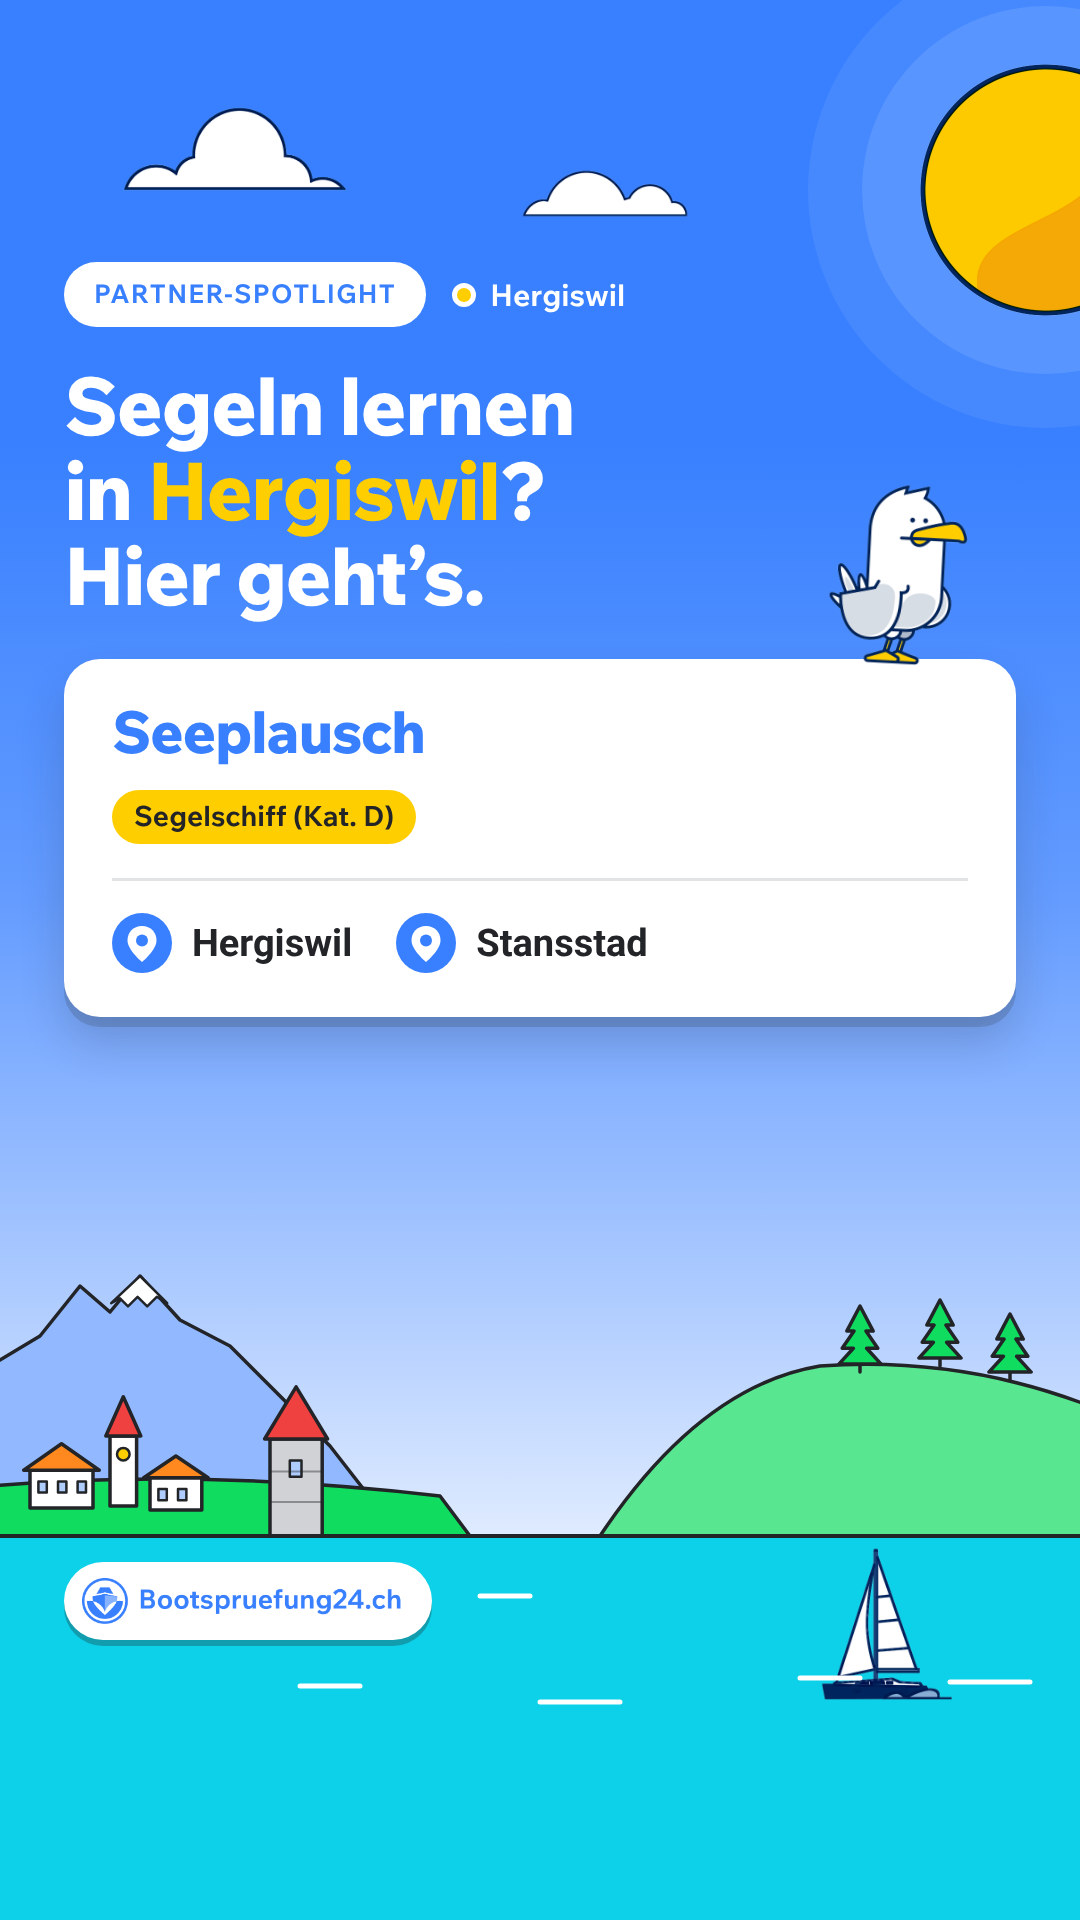 PARTNER-SPOTLIGHT
Hergiswil
Segeln lernen
in Hergiswil?
Hier geht’s.
Seeplausch
Segelschiff (Kat. D)
Hergiswil
Stansstad
Bootspruefung24.ch